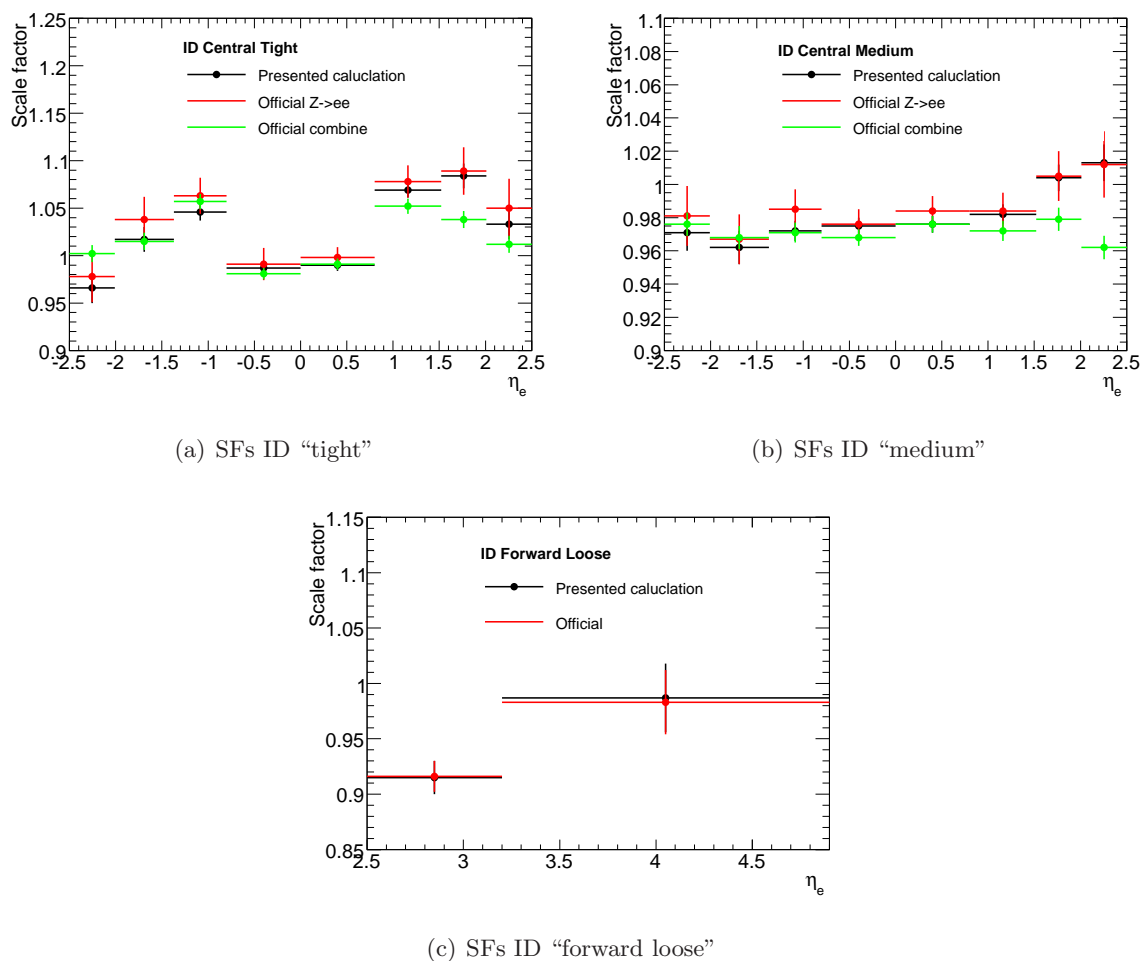 Scale factor
1.25
1.2
1.15
1.1
1.05
1
0.95
0.9
ID Central Tight
Presented caluclation
Official Z->ee
Official combine
-2.5 -2 -1.5 -1 -0.5 0 0.5 1 1.5 2 2.5
ηe
(a) SFs ID “tight”
Scale factor
1.1
1.08
1.06
1.04
1.02
1
0.98
0.96
0.94
0.92
0.9
ID Central Medium
Presented caluclation
Official Z->ee
Official combine
-2.5 -2 -1.5 -1 -0.5 0 0.5 1 1.5 2 2.5
ηe
(b) SFs ID “medium”
Scale factor
1.15
1.1
1.05
1
0.95
0.9
0.85
ID Forward Loose
Presented caluclation
Official
2.5 3 3.5 4 4.5
ηe
(c) SFs ID “forward loose”